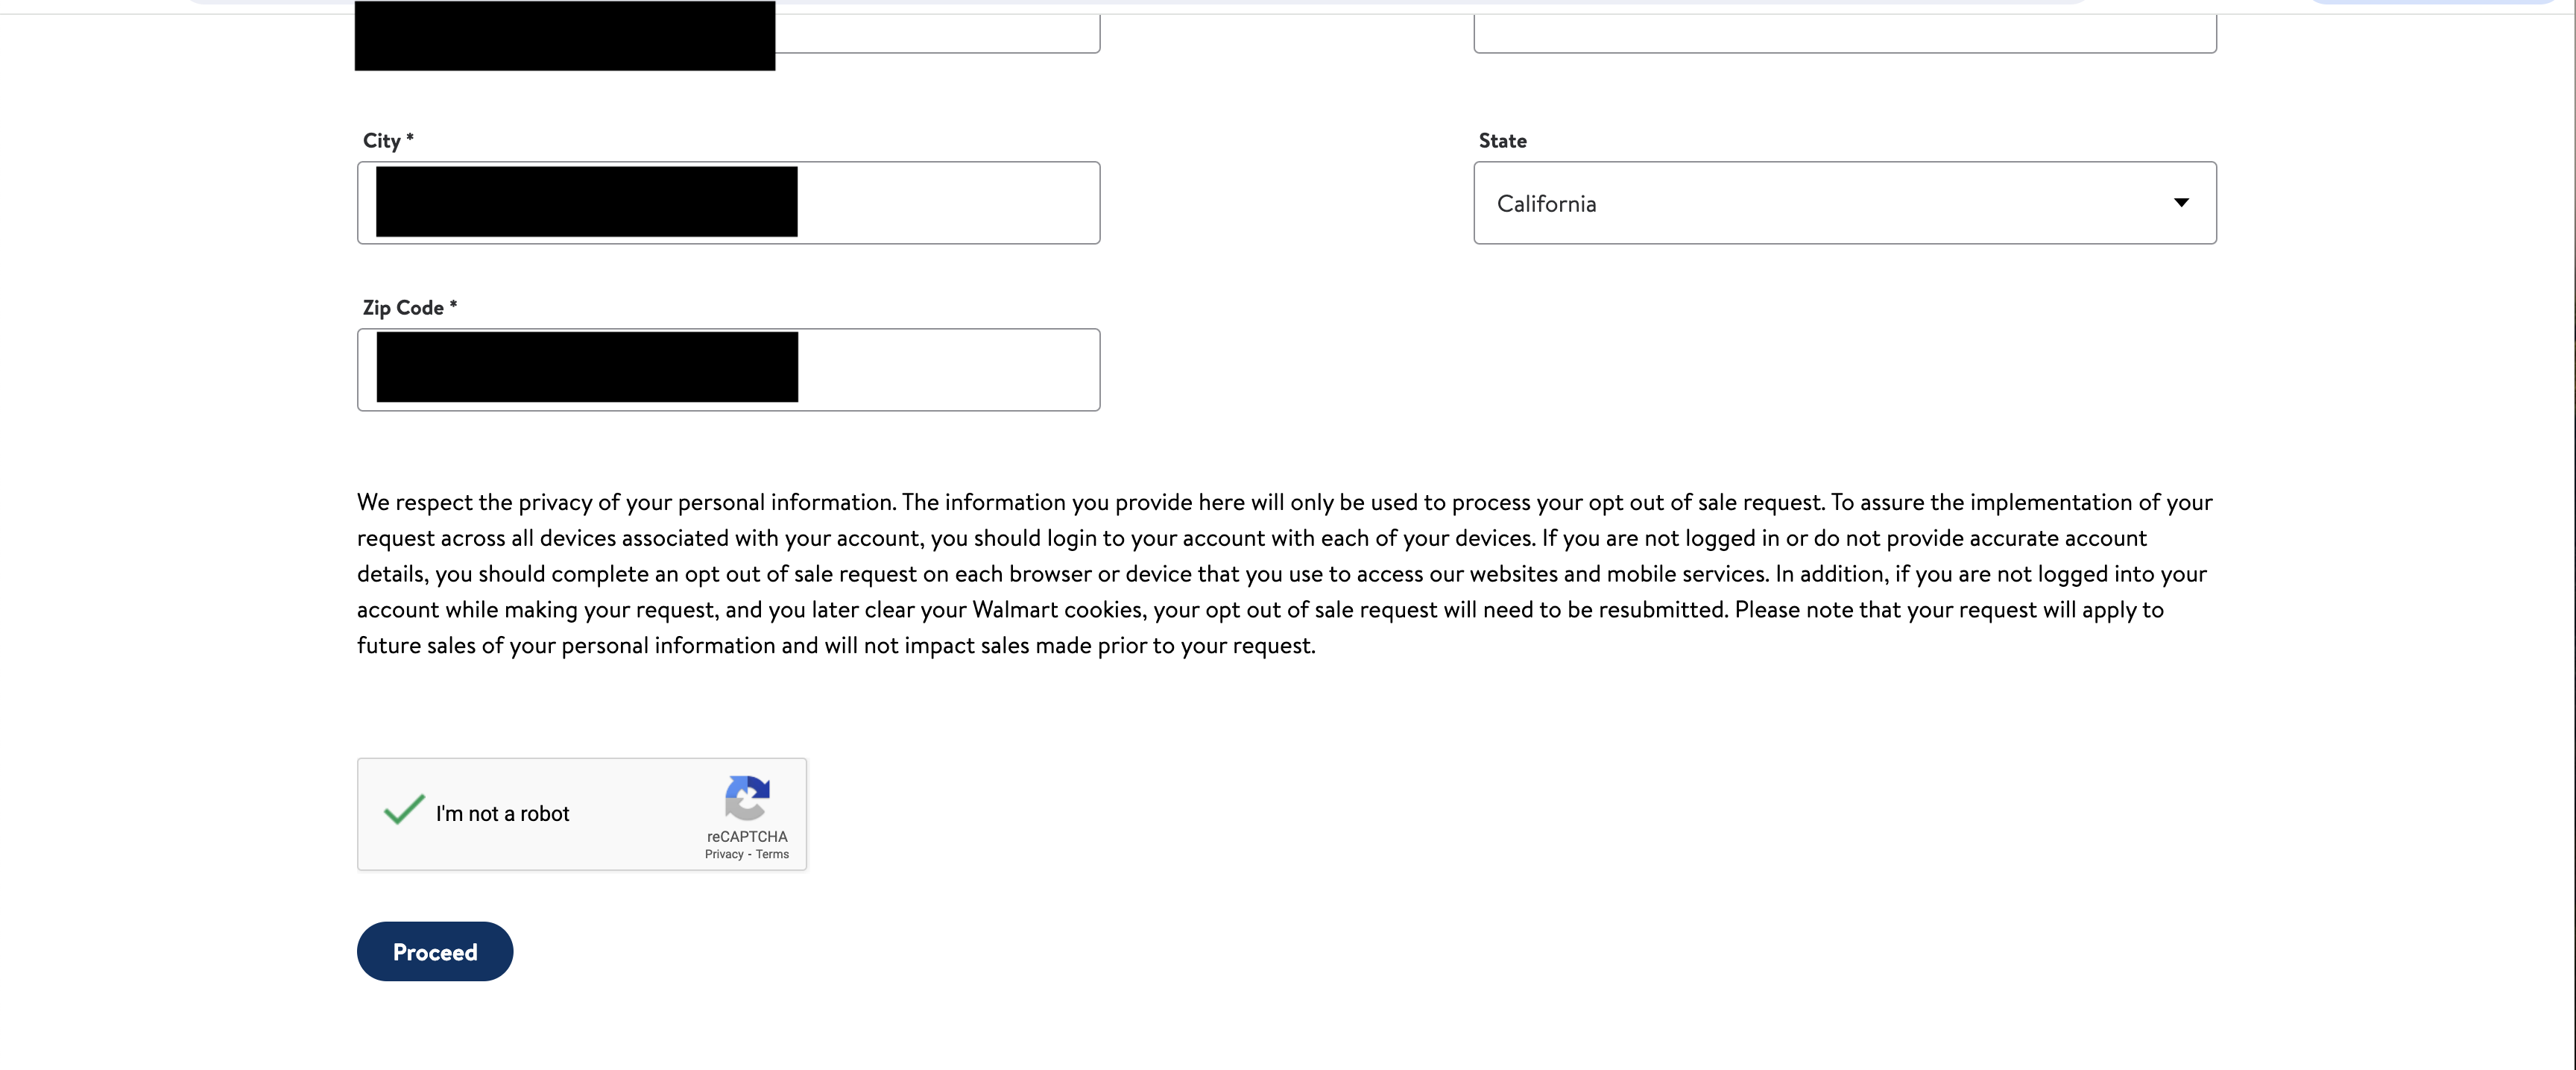 City *
State
California
Zip Code *
We respect the privacy of your personal information. The information you provide here will only be used to process your opt out of sale request. To assure the implementation of your
request across all devices associated with your account, you should login to your account with each of your devices. If you are not logged in or do not provide accurate account
details, you should complete an opt out of sale request on each browser or device that you use to access our websites and mobile services. In addition, if you are not logged into your
account while making your request, and you later clear your Walmart cookies, your opt out of sale request will need to be resubmitted. Please note that your request will apply to
future sales of your personal information and will not impact sales made prior to your request.
I'm not a robot
reCAPTCHA
Privacy - Terms
Proceed